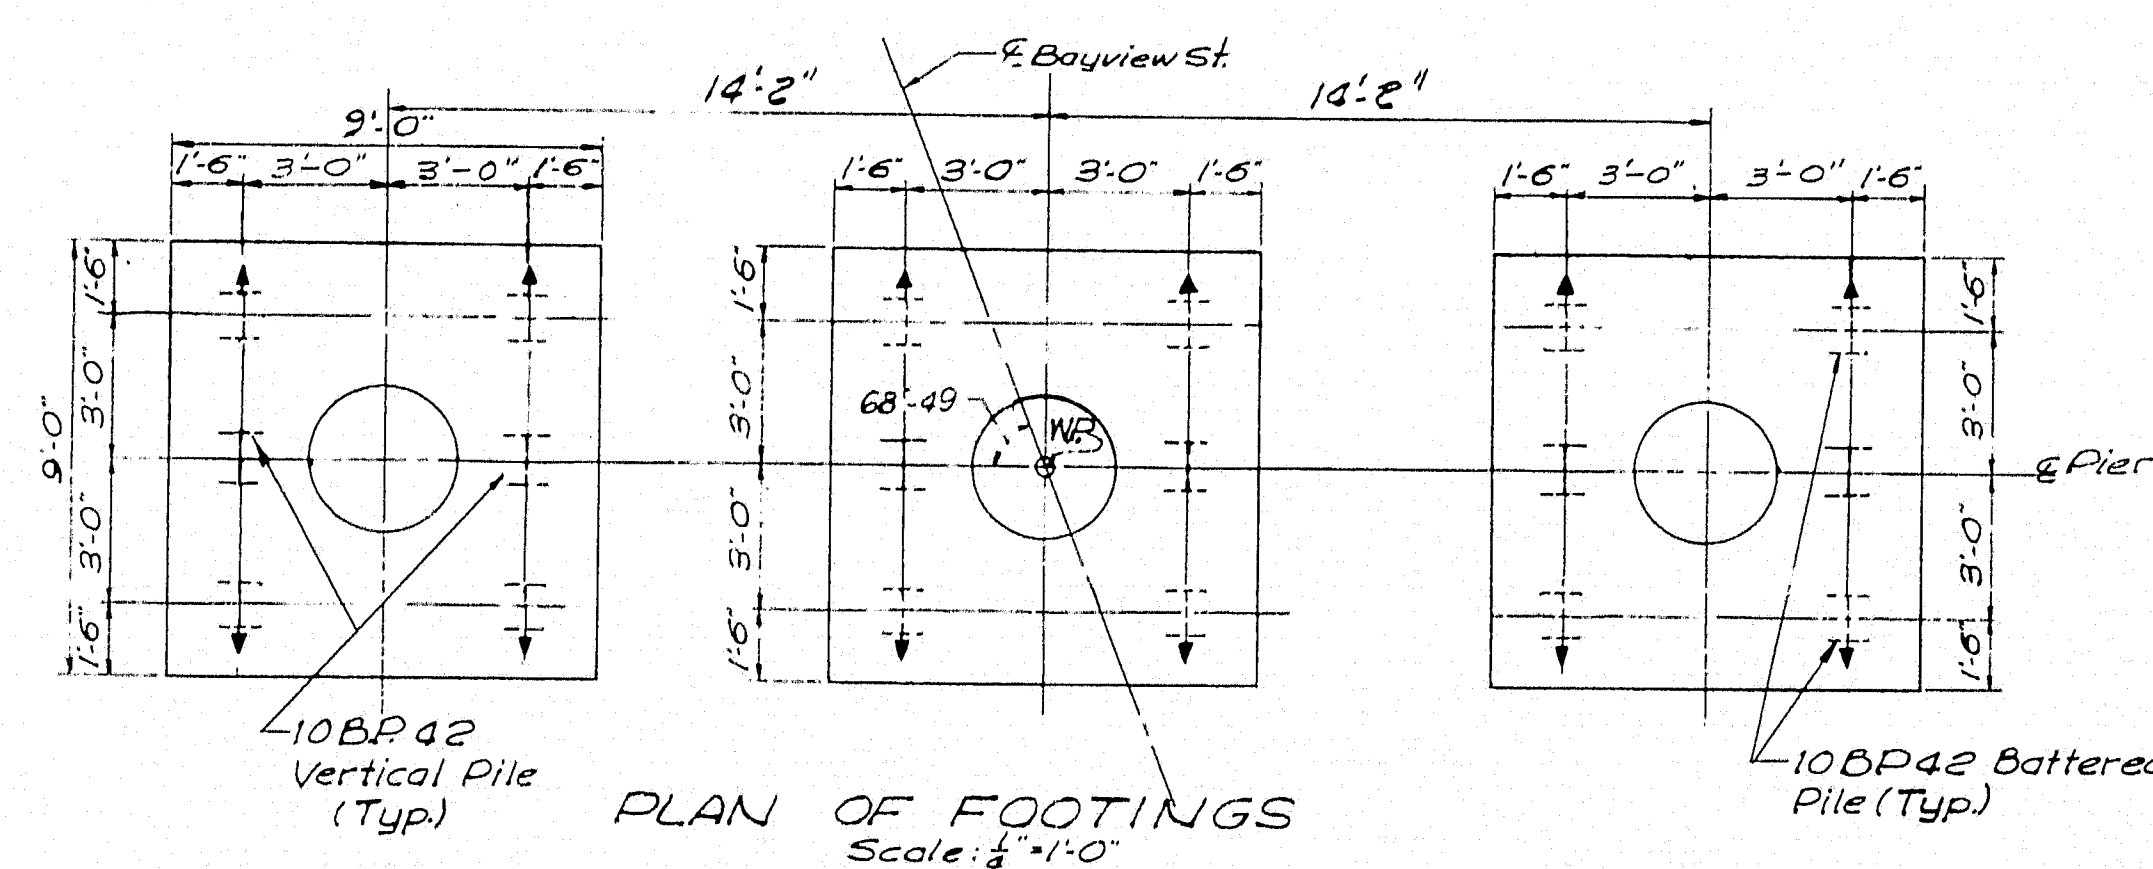 ℄ Bayview St.
14'-2"
14'-2"
9'-0"
1'-6" 3'-0" 3'-0" 1'-6"
1'-6" 3'-0" 3'-0" 1'-6"
1'-6" 3'-0" 3'-0" 1'-6"
9'-0"
1'-6"
3'-0"
3'-0"
1'-6"
1'-6"
3'-0"
3'-0"
1'-6"
68°-49'
W.P.
1'-6"
3'-0"
3'-0"
1'-6"
℄ Pier
10 B.P. 42
Vertical Pile
(Typ.)
10 BP 42 Battered
Pile (Typ.)
PLAN OF FOOTINGS
Scale: ¼"=1'-0"